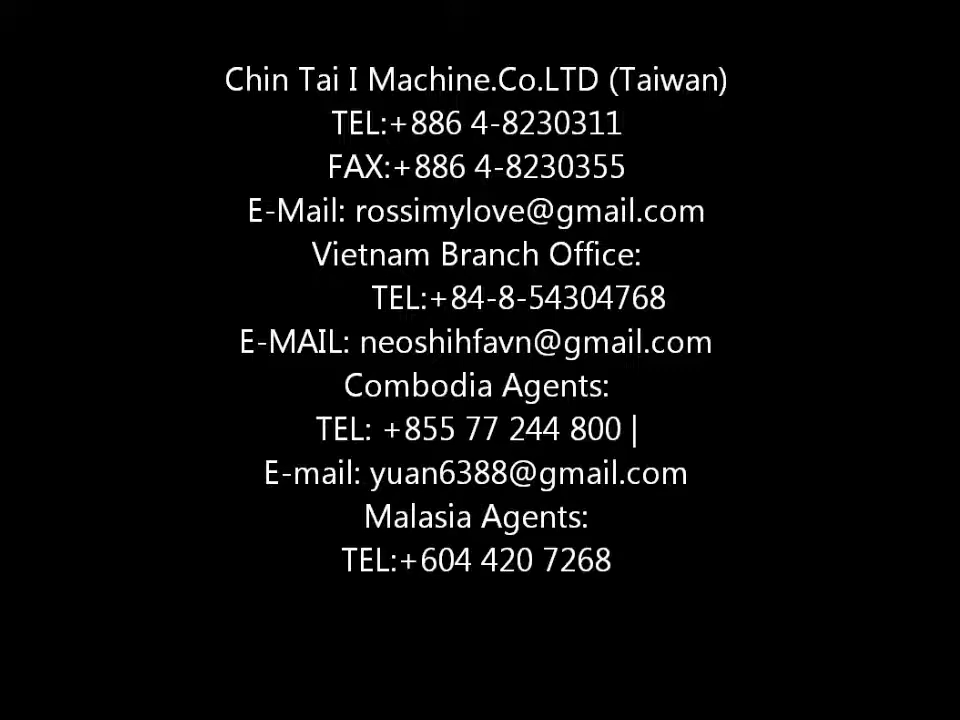 Chin Tai I Machine.Co.LTD (Taiwan)
TEL:+886 4-8230311
FAX:+886 4-8230355
E-Mail: rossimylove@gmail.com
Vietnam Branch Office:
TEL:+84-8-54304768
E-MAIL: neoshihfavn@gmail.com
Combodia Agents:
TEL: +855 77 244 800 |
E-mail: yuan6388@gmail.com
Malasia Agents:
TEL:+604 420 7268